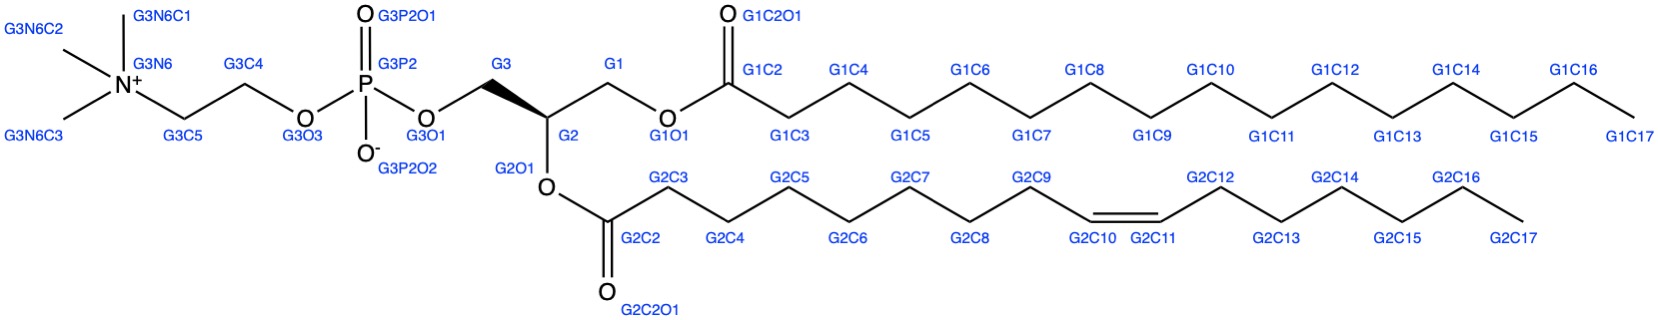 G3N6C1
G3N6C2
G3N6
N+
G3N6C3
G3C5
G3C4
O
G3O3
O G3P2O1
P G3P2
O-
G3P2O2
O
G3O1
G3
G2
G1
O
G1O1
O G1C2O1
G1C2
G1C3
G1C4
G1C5
G1C6
G1C7
G1C8
G1C9
G1C10
G1C11
G1C12
G1C13
G1C14
G1C15
G1C16
G1C17
G2O1
O
G2C2
O
G2C2O1
G2C3
G2C4
G2C5
G2C6
G2C7
G2C8
G2C9
G2C10
G2C11
G2C12
G2C13
G2C14
G2C15
G2C16
G2C17